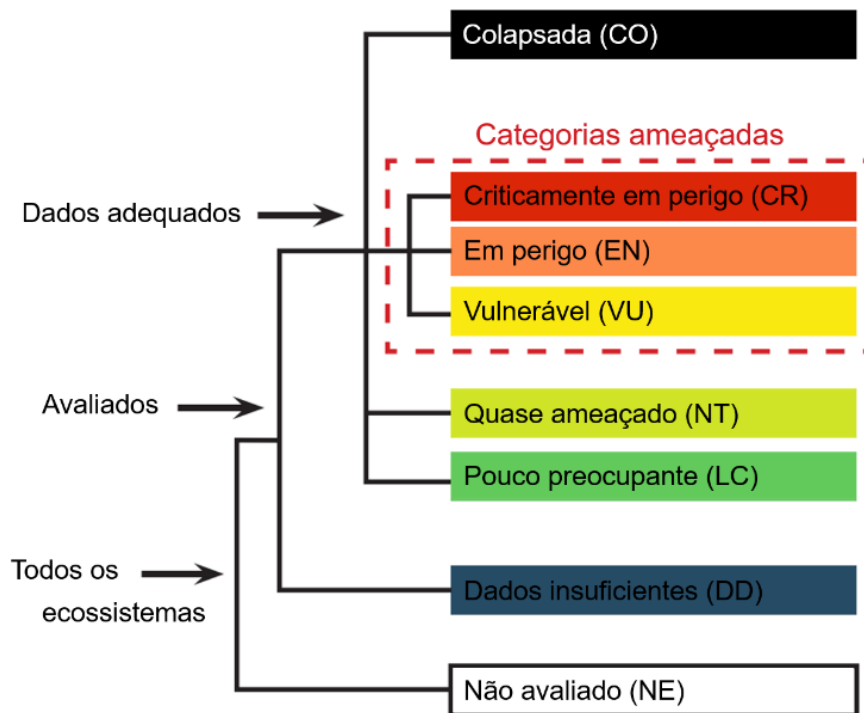 Colapsada (CO)
Categorias ameaçadas
Criticamente em perigo (CR)
Dados adequados
Em perigo (EN)
Vulnerável (VU)
Avaliados
Quase ameaçado (NT)
Pouco preocupante (LC)
Todos os
ecossistemas
Dados insuficientes (DD)
Não avaliado (NE)